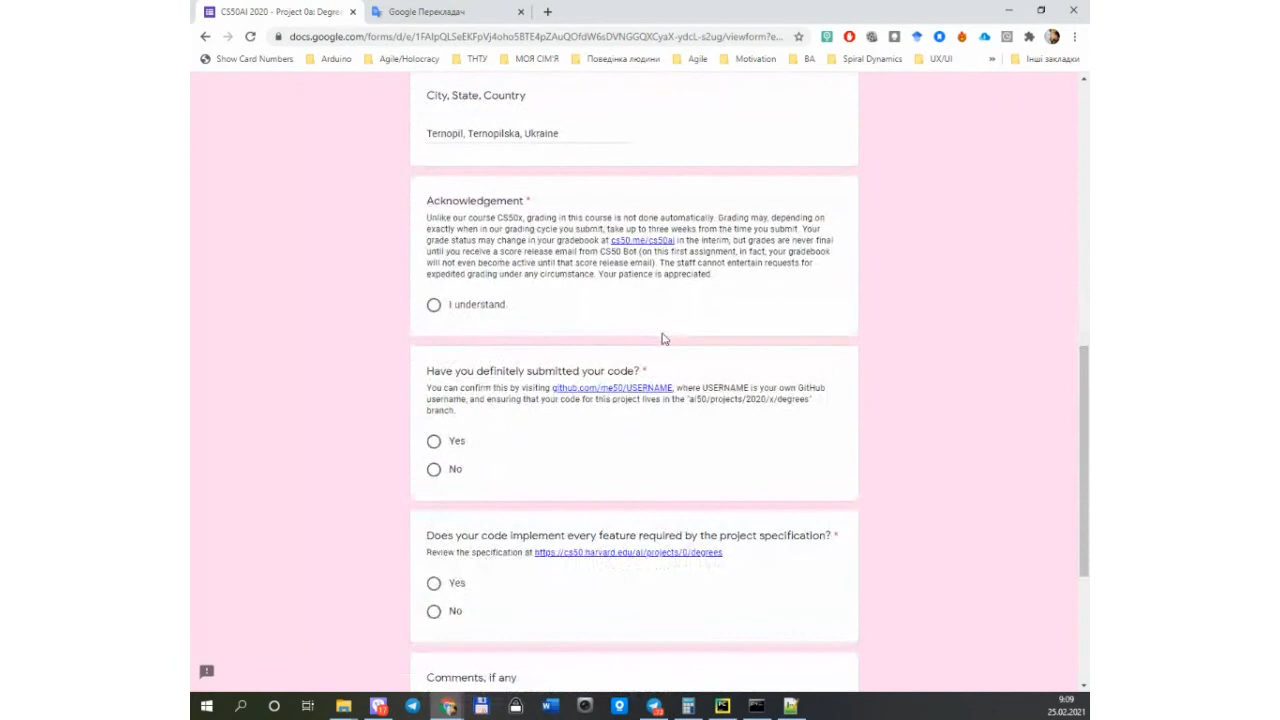 CS50AI 2020 - Project 0a: Degre
Google Перекладач
docs.google.com/forms/d/e/1FAIpQLSeEKFpVj4oho5BTE4pZAuQOfdW6sDVNGGQXCyaX-ydcL-s2ug/viewform?e...
Show Card Numbers
Arduino
Agile/Holocracy
ТНТУ
МОЯ СІМ'Я
Поведінка людини
Agile
Motivation
BA
Spiral Dynamics
UX/UI
»
Інші закладки
City, State, Country
Ternopil, Ternopilska, Ukraine
Acknowledgement *
Unlike our course CS50x, grading in this course is not done automatically. Grading may, depending on
exactly when in our grading cycle you submit, take up to three weeks from the time you submit. Your
grade status may change in your gradebook at cs50.me/cs50ai in the interim, but grades are never final
until you receive a score release email from CS50 Bot (on this first assignment, in fact, your gradebook
will not even become active until that score release email). The staff cannot entertain requests for
expedited grading under any circumstance. Your patience is appreciated.
I understand.
Have you definitely submitted your code? *
You can confirm this by visiting github.com/me50/USERNAME, where USERNAME is your own GitHub
username, and ensuring that your code for this project lives in the "ai50/projects/2020/x/degrees"
branch.
Yes
No
Does your code implement every feature required by the project specification? *
Review the specification at https://cs50.harvard.edu/ai/projects/0/degrees
Yes
No
Comments, if any
9:09
25.02.2021